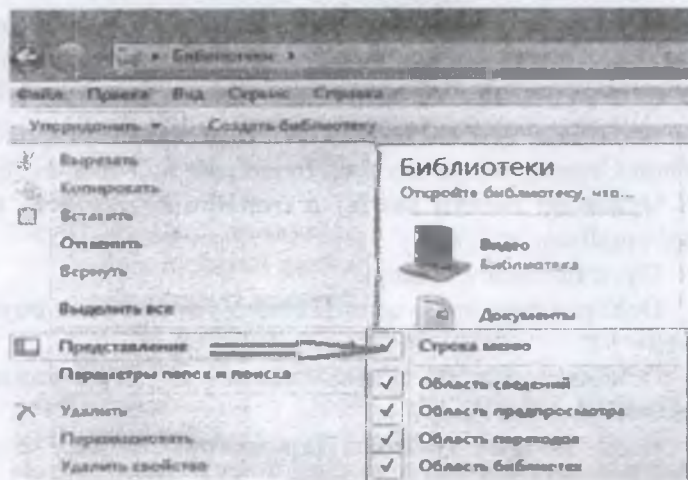 Библиотеки
Файл Правка Вид Сервис Справка
Упорядочить Создать библиотеку
Вырезать
Копировать
Вставить
Отменить
Вернуть
Выделить все
Представление
Параметры папок и поиска
Удалить
Переименовать
Удалить свойства
Библиотеки
Откройте библиотеку, что...
Видео
Библиотека
Документы
Строка меню
Область сведений
Область предпросмотра
Область переходов
Область библиотек